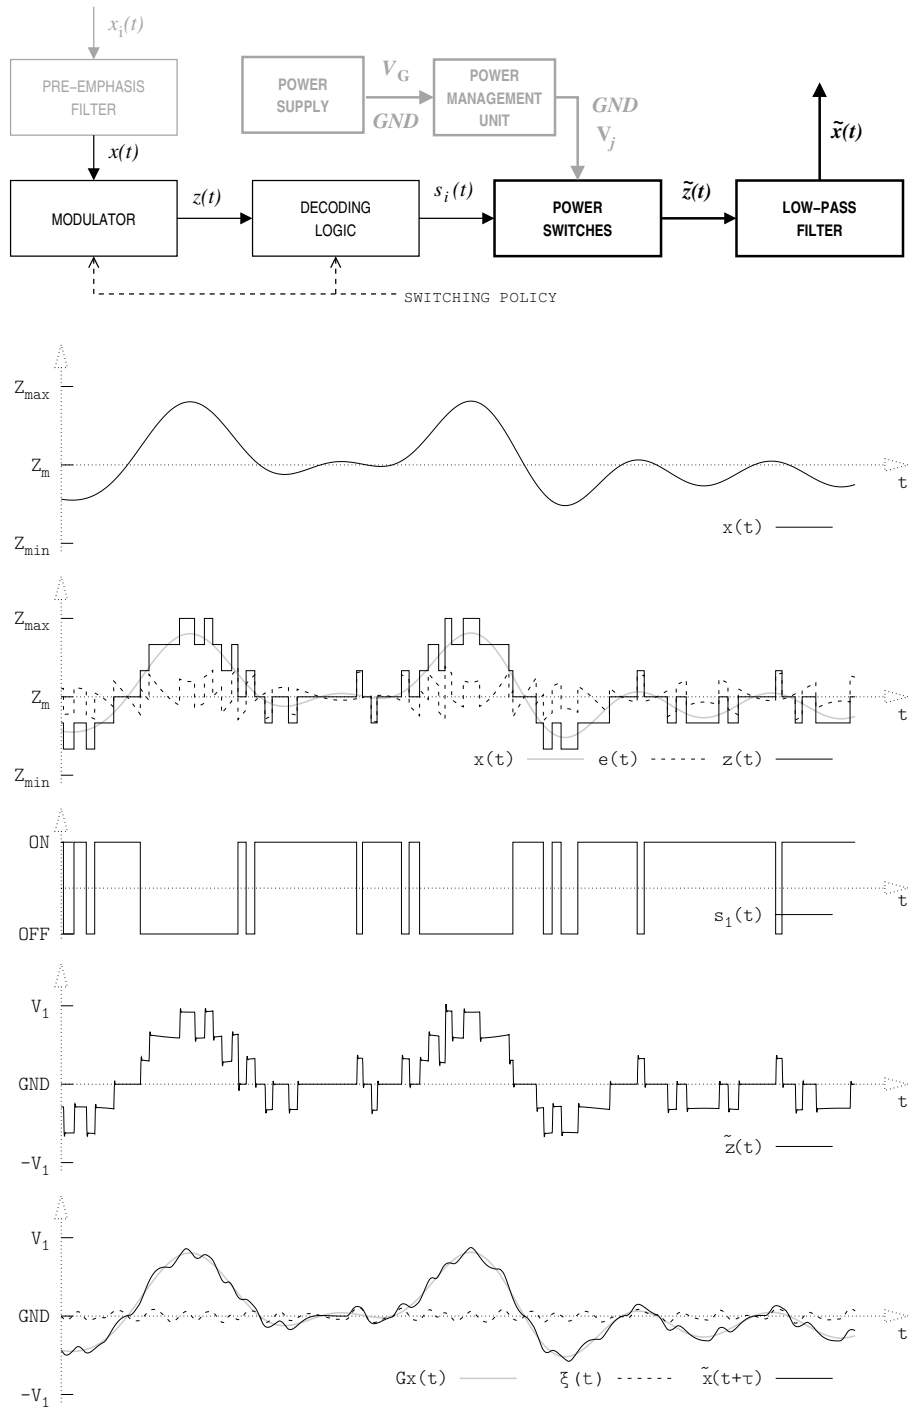 x_i(t)
PRE−EMPHASIS
FILTER
POWER
SUPPLY
V_G
GND
POWER
MANAGEMENT
UNIT
GND
V_j
x̃(t)
x(t)
MODULATOR
z(t)
DECODING
LOGIC
s_i(t)
POWER
SWITCHES
z̃(t)
LOW−PASS
FILTER
SWITCHING POLICY
Z_max
Z_m
Z_min
t
x(t)
Z_max
Z_m
Z_min
t
x(t) e(t) z(t)
ON
OFF
t
s_1(t)
V_1
GND
-V_1
t
z̃(t)
V_1
GND
-V_1
t
Gx(t) ξ(t) x̃(t+τ)